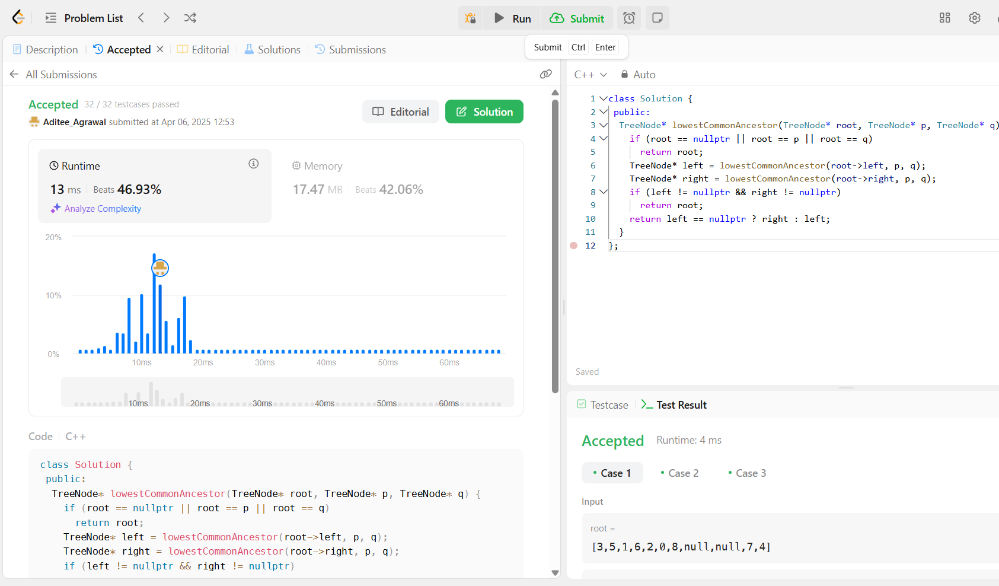 Problem List
Run
Submit
Submit Ctrl Enter
Description
Accepted
Editorial
Solutions
Submissions
All Submissions
Accepted 32 / 32 testcases passed
Aditee_Agrawal submitted at Apr 06, 2025 12:53
Editorial
Solution
Runtime
13 ms Beats 46.93%
Analyze Complexity
Memory
17.47 MB Beats 42.06%
20%
10%
0%
10ms 20ms 30ms 40ms 50ms 60ms
10ms 20ms 30ms 40ms 50ms 60ms
Code C++
class Solution {
public:
TreeNode* lowestCommonAncestor(TreeNode* root, TreeNode* p, TreeNode* q) {
if (root == nullptr || root == p || root == q)
return root;
TreeNode* left = lowestCommonAncestor(root->left, p, q);
TreeNode* right = lowestCommonAncestor(root->right, p, q);
if (left != nullptr && right != nullptr)
C++ Auto
1 class Solution {
2 public:
3 TreeNode* lowestCommonAncestor(TreeNode* root, TreeNode* p, TreeNode* q)
4 if (root == nullptr || root == p || root == q)
5 return root;
6 TreeNode* left = lowestCommonAncestor(root->left, p, q);
7 TreeNode* right = lowestCommonAncestor(root->right, p, q);
8 if (left != nullptr && right != nullptr)
9 return root;
10 return left == nullptr ? right : left;
11 }
12 };
Saved
Testcase
Test Result
Accepted Runtime: 4 ms
Case 1 Case 2 Case 3
Input
root =
[3,5,1,6,2,0,8,null,null,7,4]